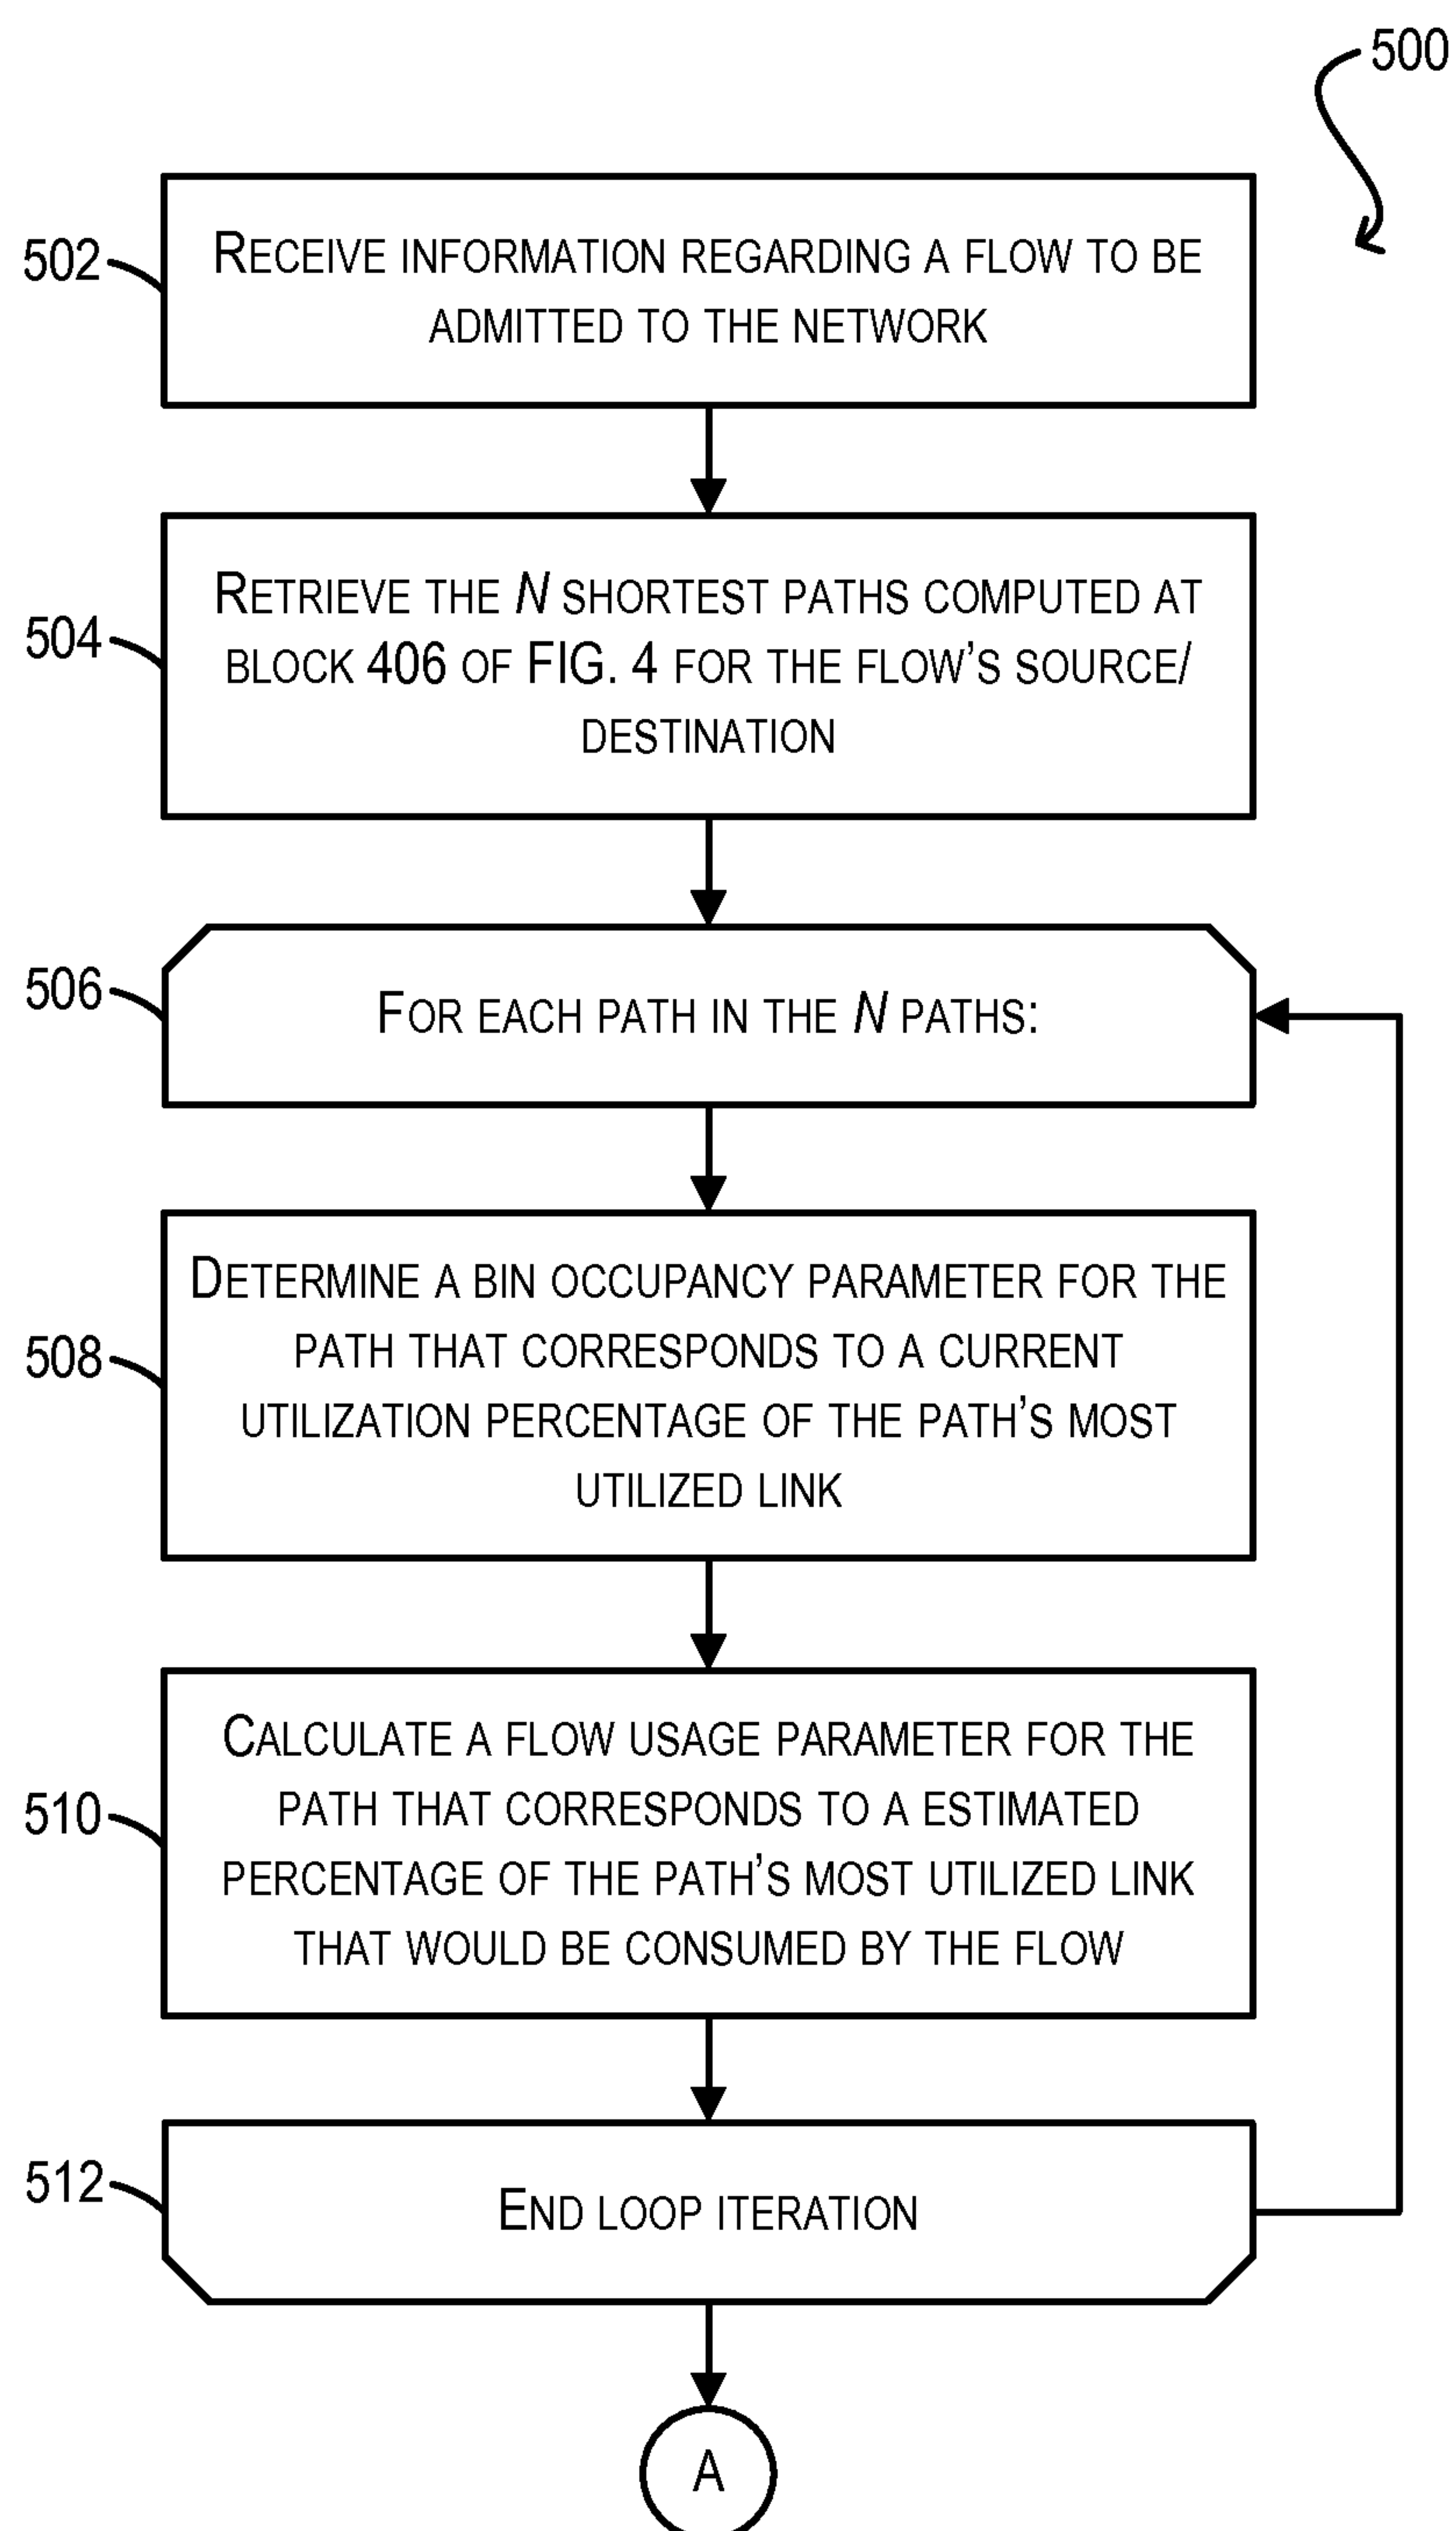 500
502
RECEIVE INFORMATION REGARDING A FLOW TO BE
ADMITTED TO THE NETWORK
504
RETRIEVE THE N SHORTEST PATHS COMPUTED AT
BLOCK 406 OF FIG. 4 FOR THE FLOW'S SOURCE/
DESTINATION
506
FOR EACH PATH IN THE N PATHS:
508
DETERMINE A BIN OCCUPANCY PARAMETER FOR THE
PATH THAT CORRESPONDS TO A CURRENT
UTILIZATION PERCENTAGE OF THE PATH'S MOST
UTILIZED LINK
510
CALCULATE A FLOW USAGE PARAMETER FOR THE
PATH THAT CORRESPONDS TO A ESTIMATED
PERCENTAGE OF THE PATH'S MOST UTILIZED LINK
THAT WOULD BE CONSUMED BY THE FLOW
512
END LOOP ITERATION
A